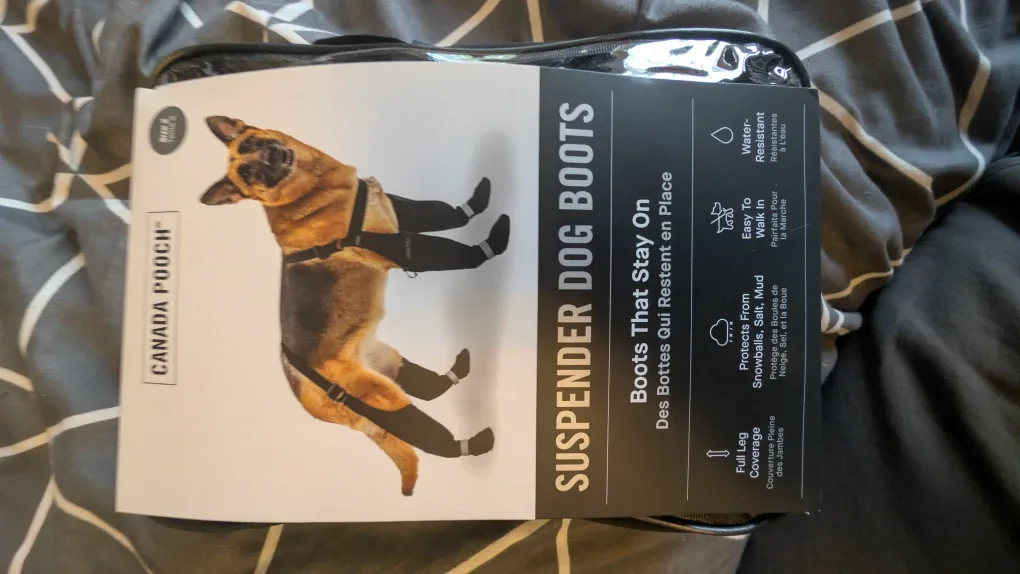 CANADA POOCH™
SUSPENDER DOG BOOTS
Boots That Stay On
Des Bottes Qui Restent en Place
Full Leg
Coverage
Couverture Pleine
des Jambes
Protects From
Snowballs, Salt, Mud
Protège des Boules de
Neige, Sel, et la Boue
Easy To
Walk In
Parfaits Pour
la Marche
Water-
Resistant
Résistantes
à L'eau